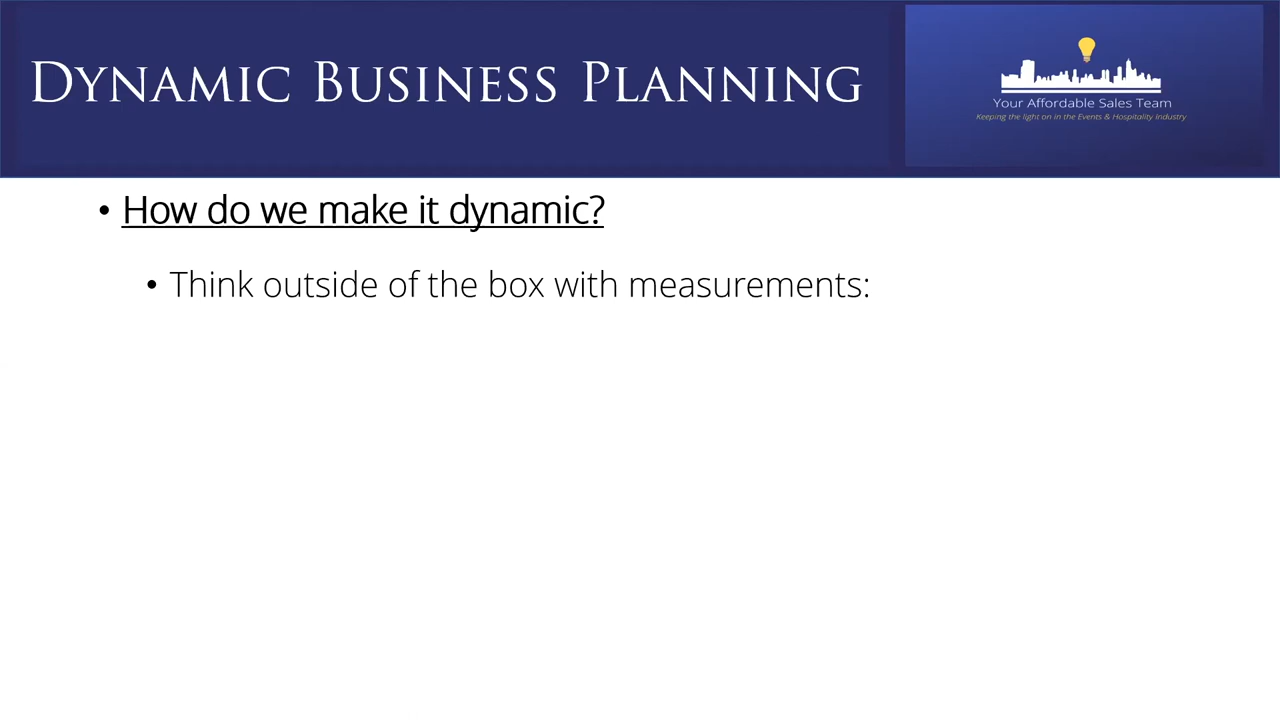 Dynamic Business Planning
Your Affordable Sales Team
Keeping the light on in the Events & Hospitality Industry
• How do we make it dynamic?
• Think outside of the box with measurements: